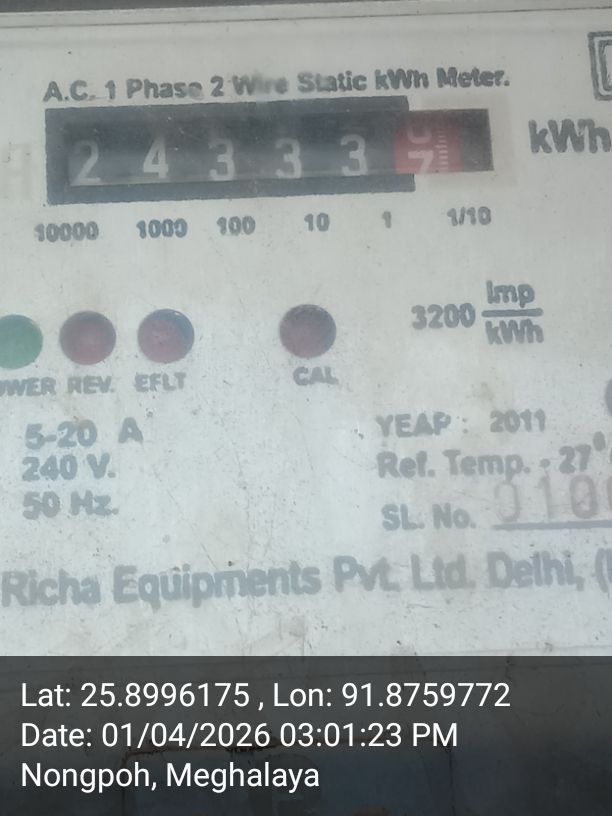 A.C. 1 Phase 2 Wire Static kWh Meter.
2 4 3 3 3 7 kWh
10000 1000 100 10 1 1/10
3200 Imp/kWh
REV. EFLT CAL
5-20 A
240 V.
50 Hz.
YEAR : 2011
Ref. Temp. - 27°
SL. No.
Richa Equipments Pvt. Ltd. Delhi, (
Lat: 25.8996175 , Lon: 91.8759772
Date: 01/04/2026 03:01:23 PM
Nongpoh, Meghalaya